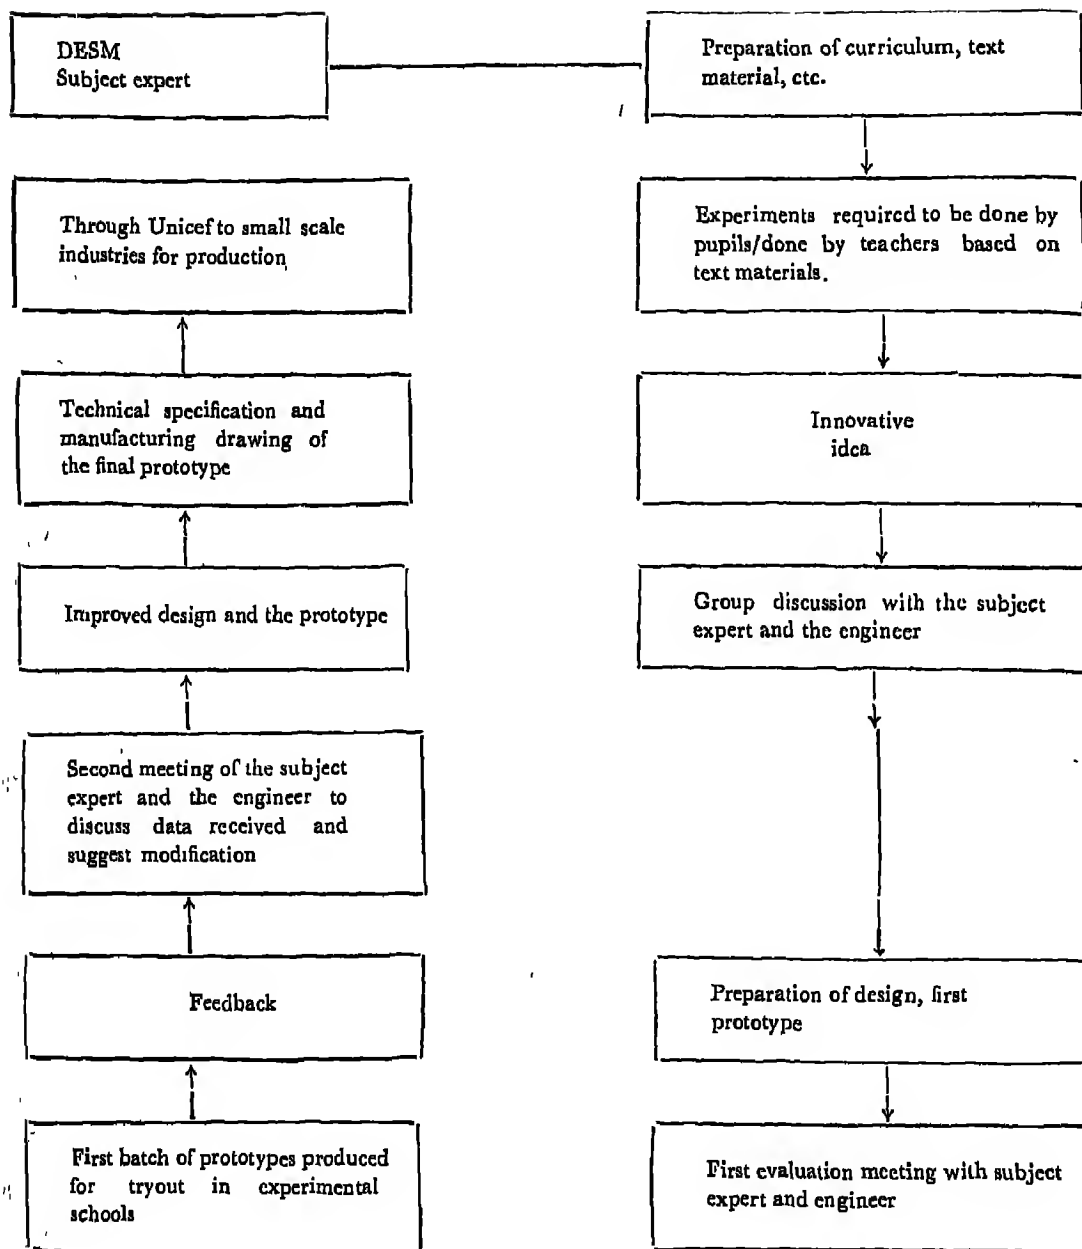 DESM
Subject expert
Preparation of curriculum, text
material, etc.
Experiments required to be done by
pupils/done by teachers based on
text materials.
Innovative
idea
Group discussion with the subject
expert and the engineer
Preparation of design, first
prototype
First evaluation meeting with subject
expert and engineer
First batch of prototypes produced
for tryout in experimental
schools
Feedback
Second meeting of the subject
expert and the engineer to
discuss data received and
suggest modification
Improved design and the prototype
Technical specification and
manufacturing drawing of
the final prototype
Through Unicef to small scale
industries for production